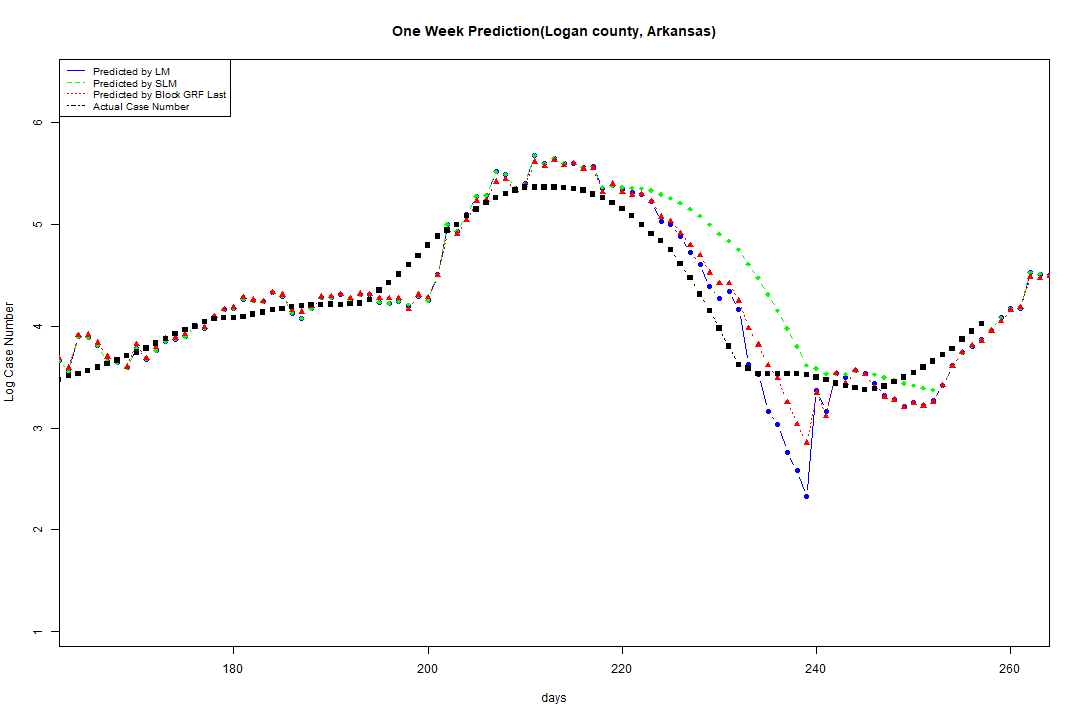 One Week Prediction(Logan county, Arkansas)
Predicted by LM
Predicted by SLM
Predicted by Block GRF Last
Actual Case Number
6
5
4
3
2
1
Log Case Number
180 200 220 240 260
days